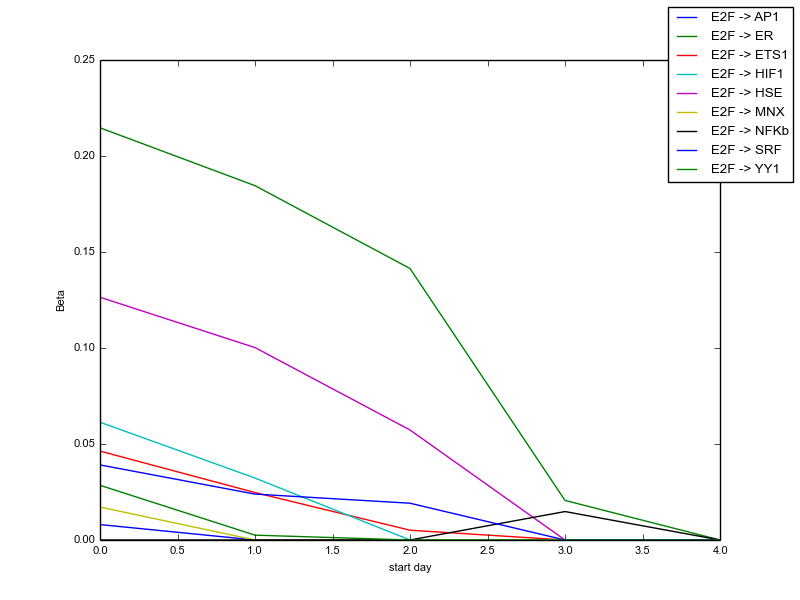 E2F -> AP1
E2F -> ER
E2F -> ETS1
E2F -> HIF1
E2F -> HSE
E2F -> MNX
E2F -> NFKb
E2F -> SRF
E2F -> YY1
0.25
0.20
0.15
0.10
0.05
0.00
Beta
0.0 0.5 1.0 1.5 2.0 2.5 3.0 3.5 4.0
start day